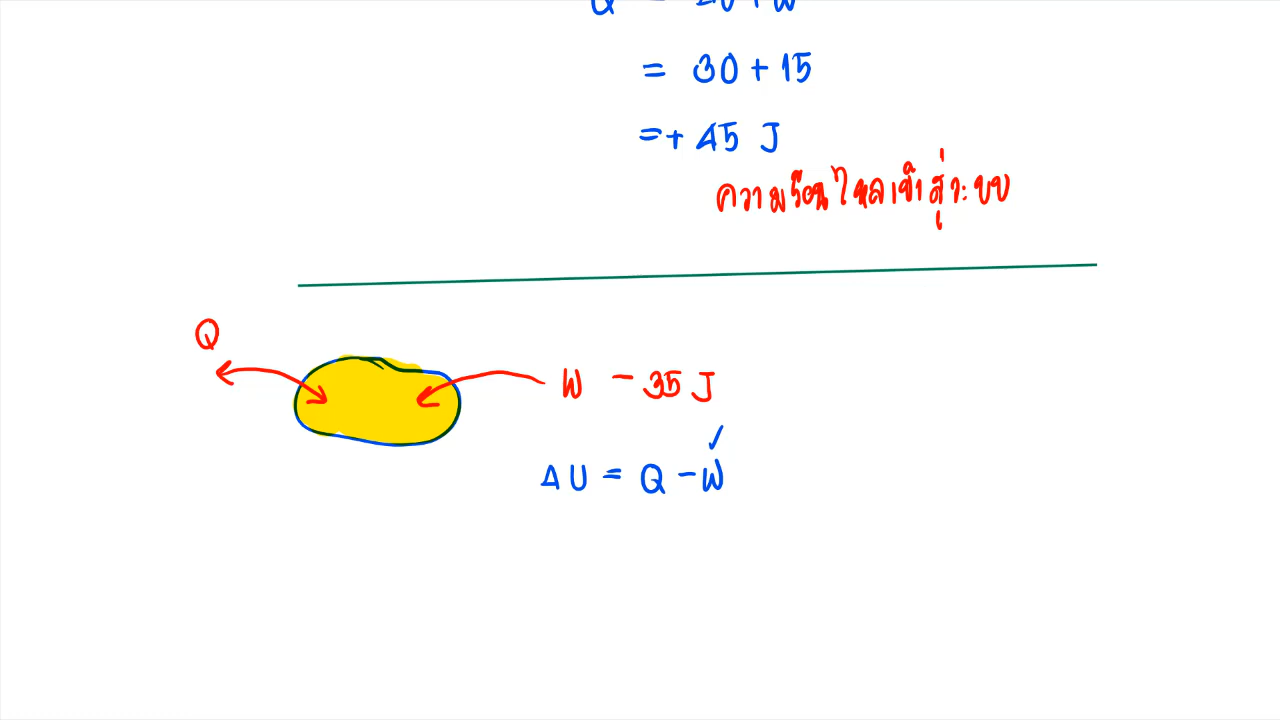 = 30 + 15
= + 45 J
ความร้อนไหลเข้าสู่ระบบ
Q
W - 35 J
ΔU = Q - W